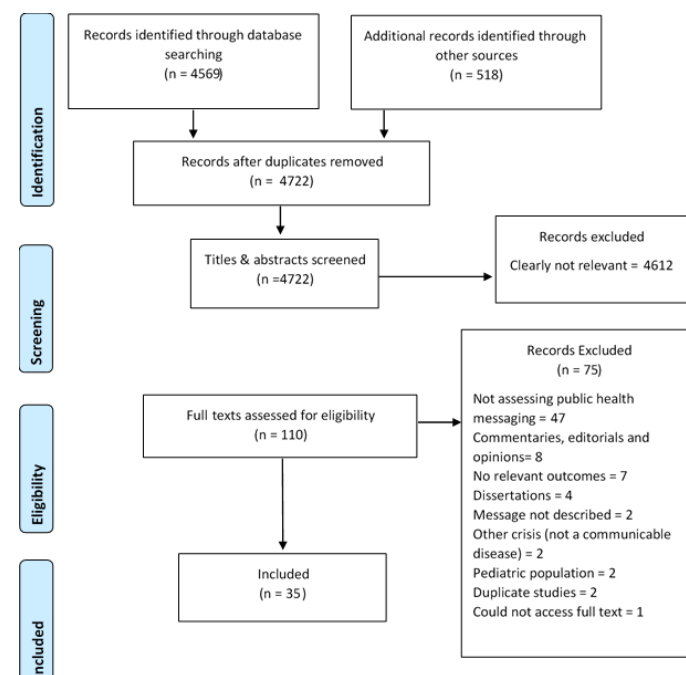 Records identified through database
searching
(n = 4569)
Additional records identified through
other sources
(n = 518)
Identification
Records after duplicates removed
(n = 4722)
Titles & abstracts screened
(n =4722)
Records excluded
Clearly not relevant = 4612
Screening
Records Excluded
(n = 75)
Not assessing public health
messaging = 47
Commentaries, editorials and
opinions= 8
No relevant outcomes = 7
Dissertations = 4
Message not described = 2
Other crisis (not a communicable
disease) = 2
Pediatric population = 2
Duplicate studies = 2
Could not access full text = 1
Full texts assessed for eligibility
(n = 110)
Eligibility
Included
(n = 35)
ncluded